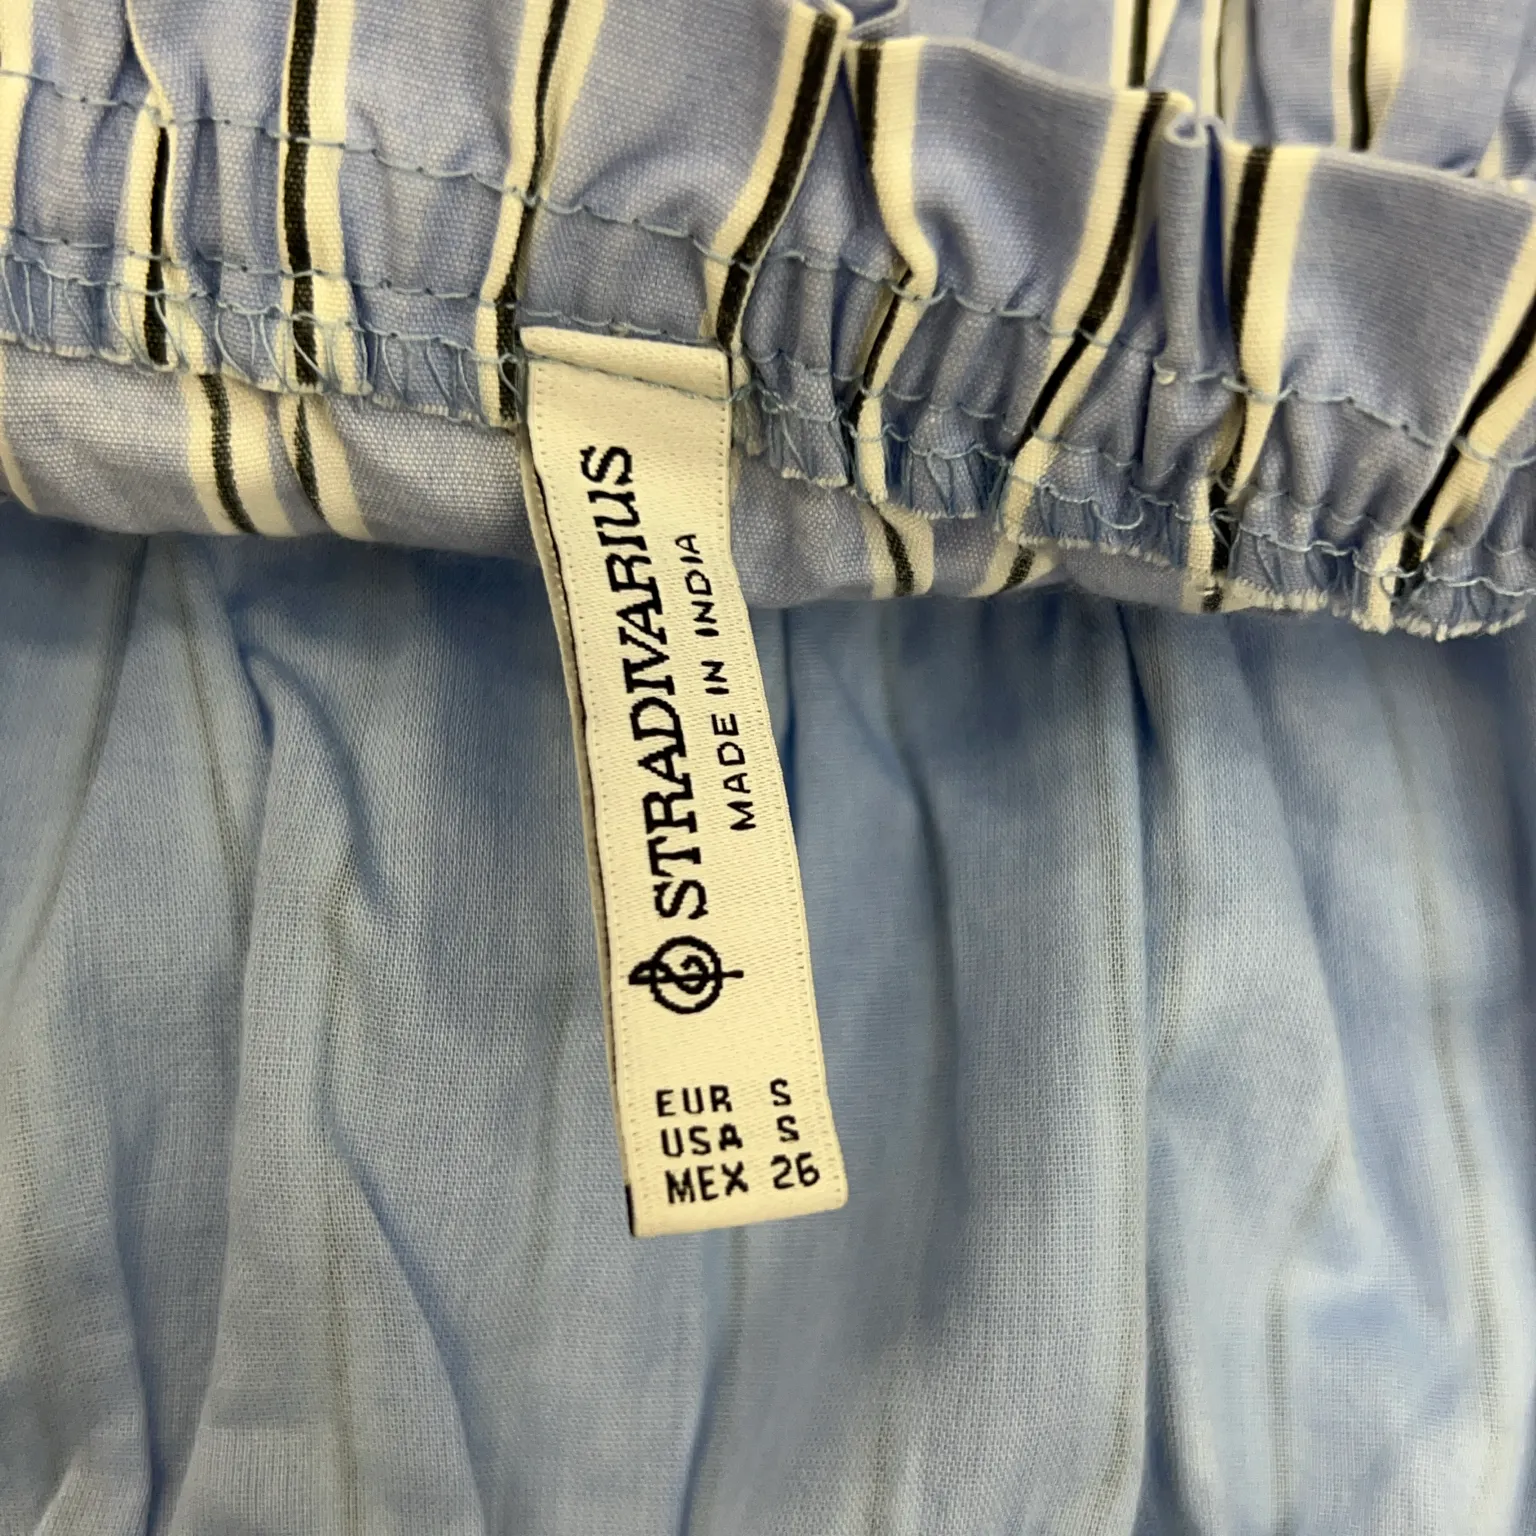 STRADIVARIUS
MADE IN INDIA
EUR S
USA S
MEX 26